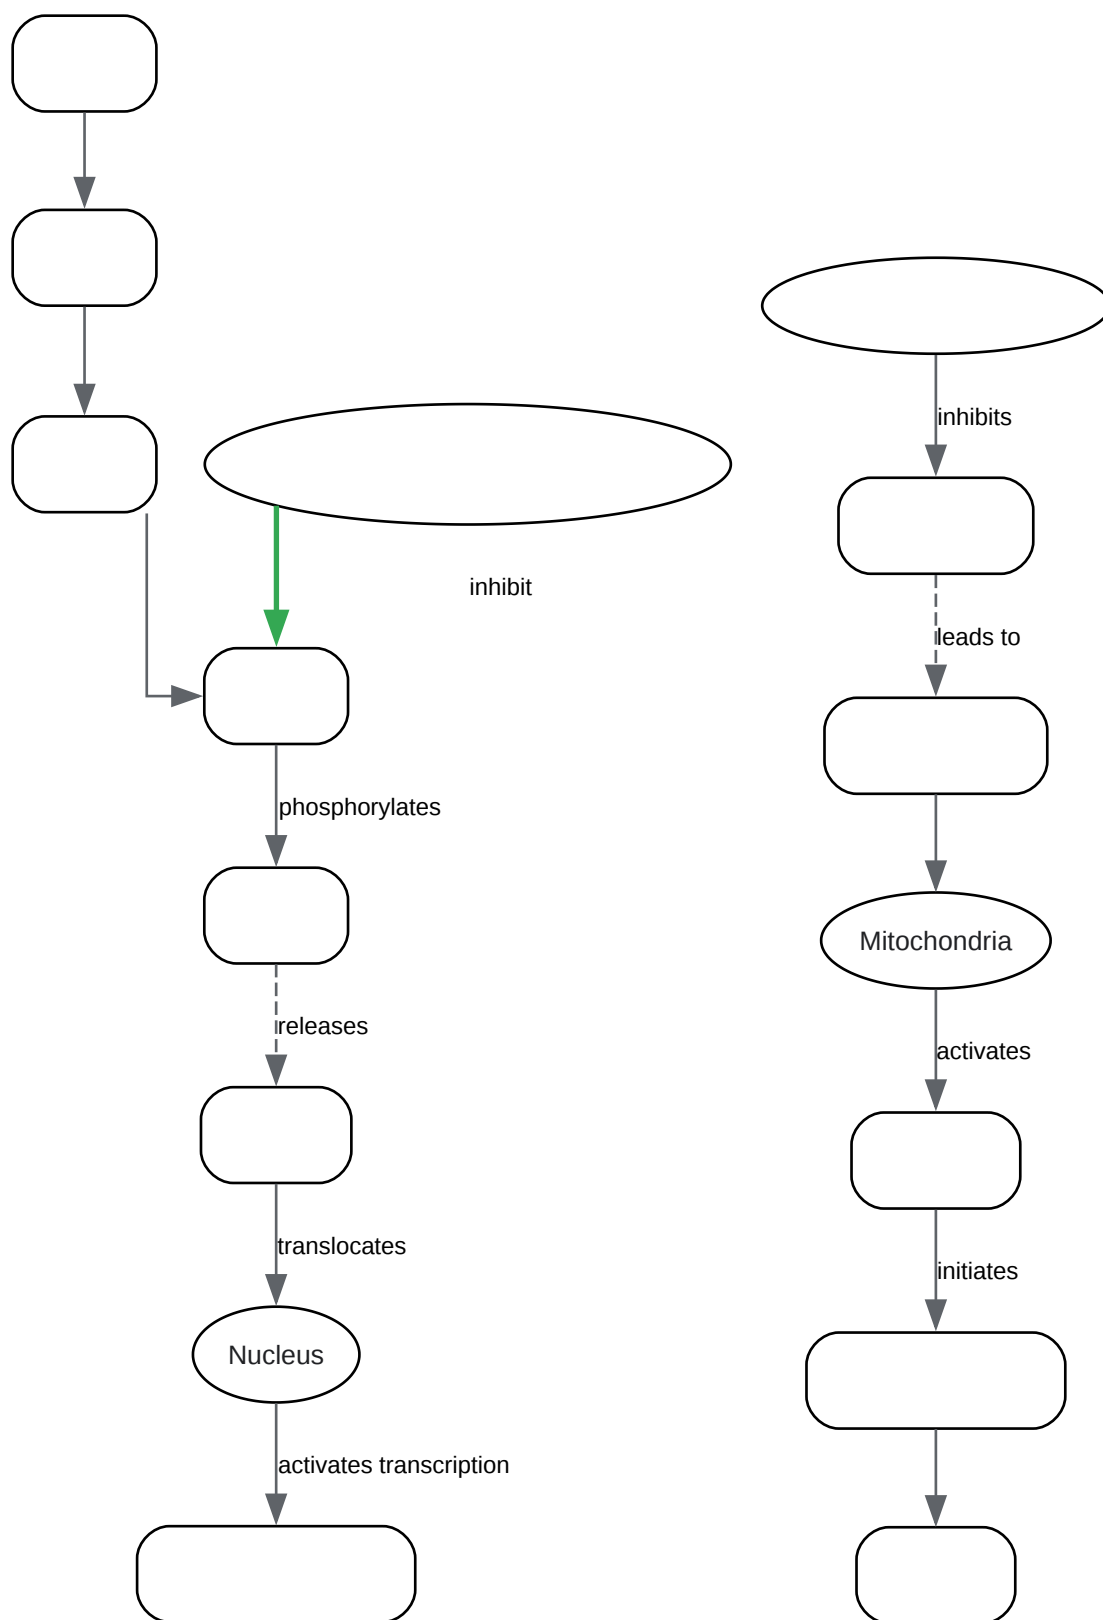 inhibits
inhibit
leads to
phosphorylates
Mitochondria
releases
activates
translocates
initiates
Nucleus
activates transcription